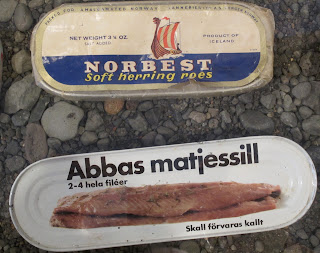 NET WEIGHT 3¼ OZ.
PRODUCT OF
ICELAND
NORBEST
Soft herring roes
Abbas matjessill
2-4 hela filéer
Skall förvaras kallt